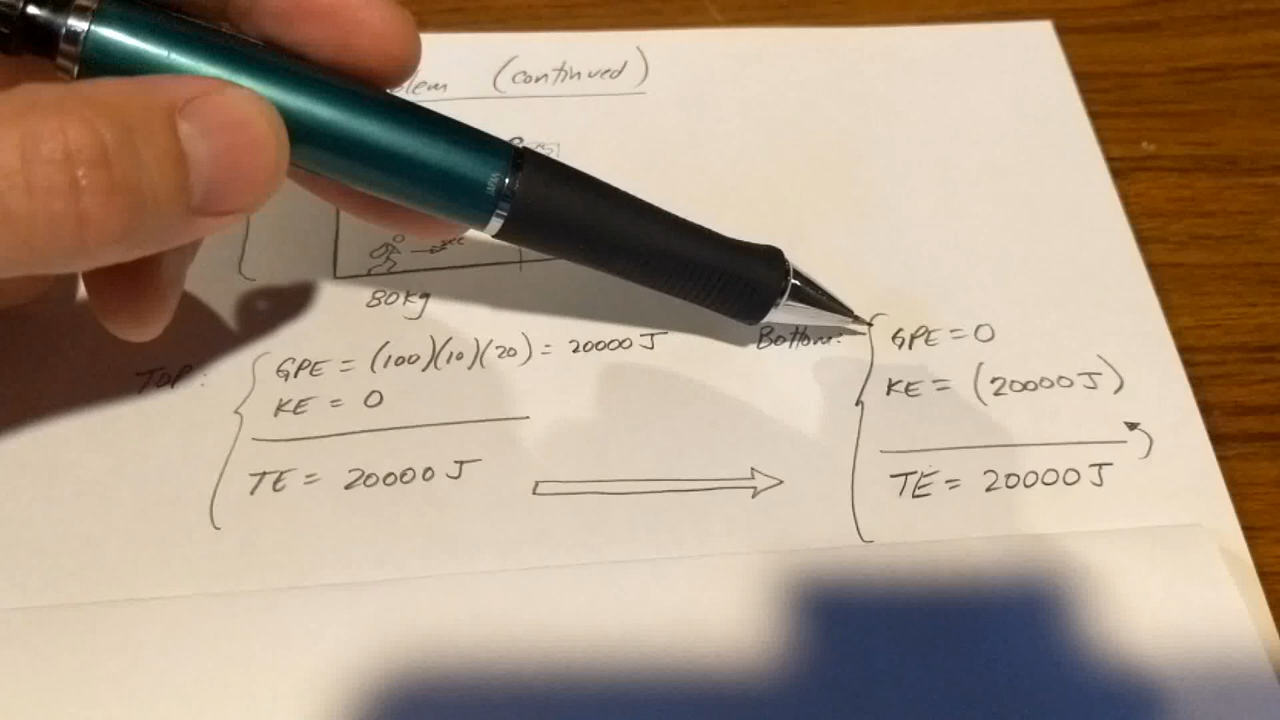 (continued)
80kg
TOP:
GPE = (100)(10)(20) = 20000 J
KE = 0
TE = 20000 J
Bottom:
GPE = 0
KE = (20000 J)
TE = 20000 J